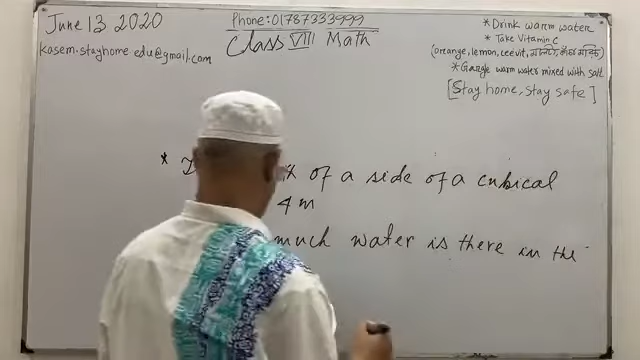 June 13 2020
Phone: 01787333999
kasem.stayhome.edu@gmail.com
Class VIII Math
* Drink warm water
* Take Vitamin C
(orrange, lemon, ceevit,
* Gargle warm water mixed with salt
[Stay home, Stay safe]
* of a side of a cubical
4 m
much water is there in the